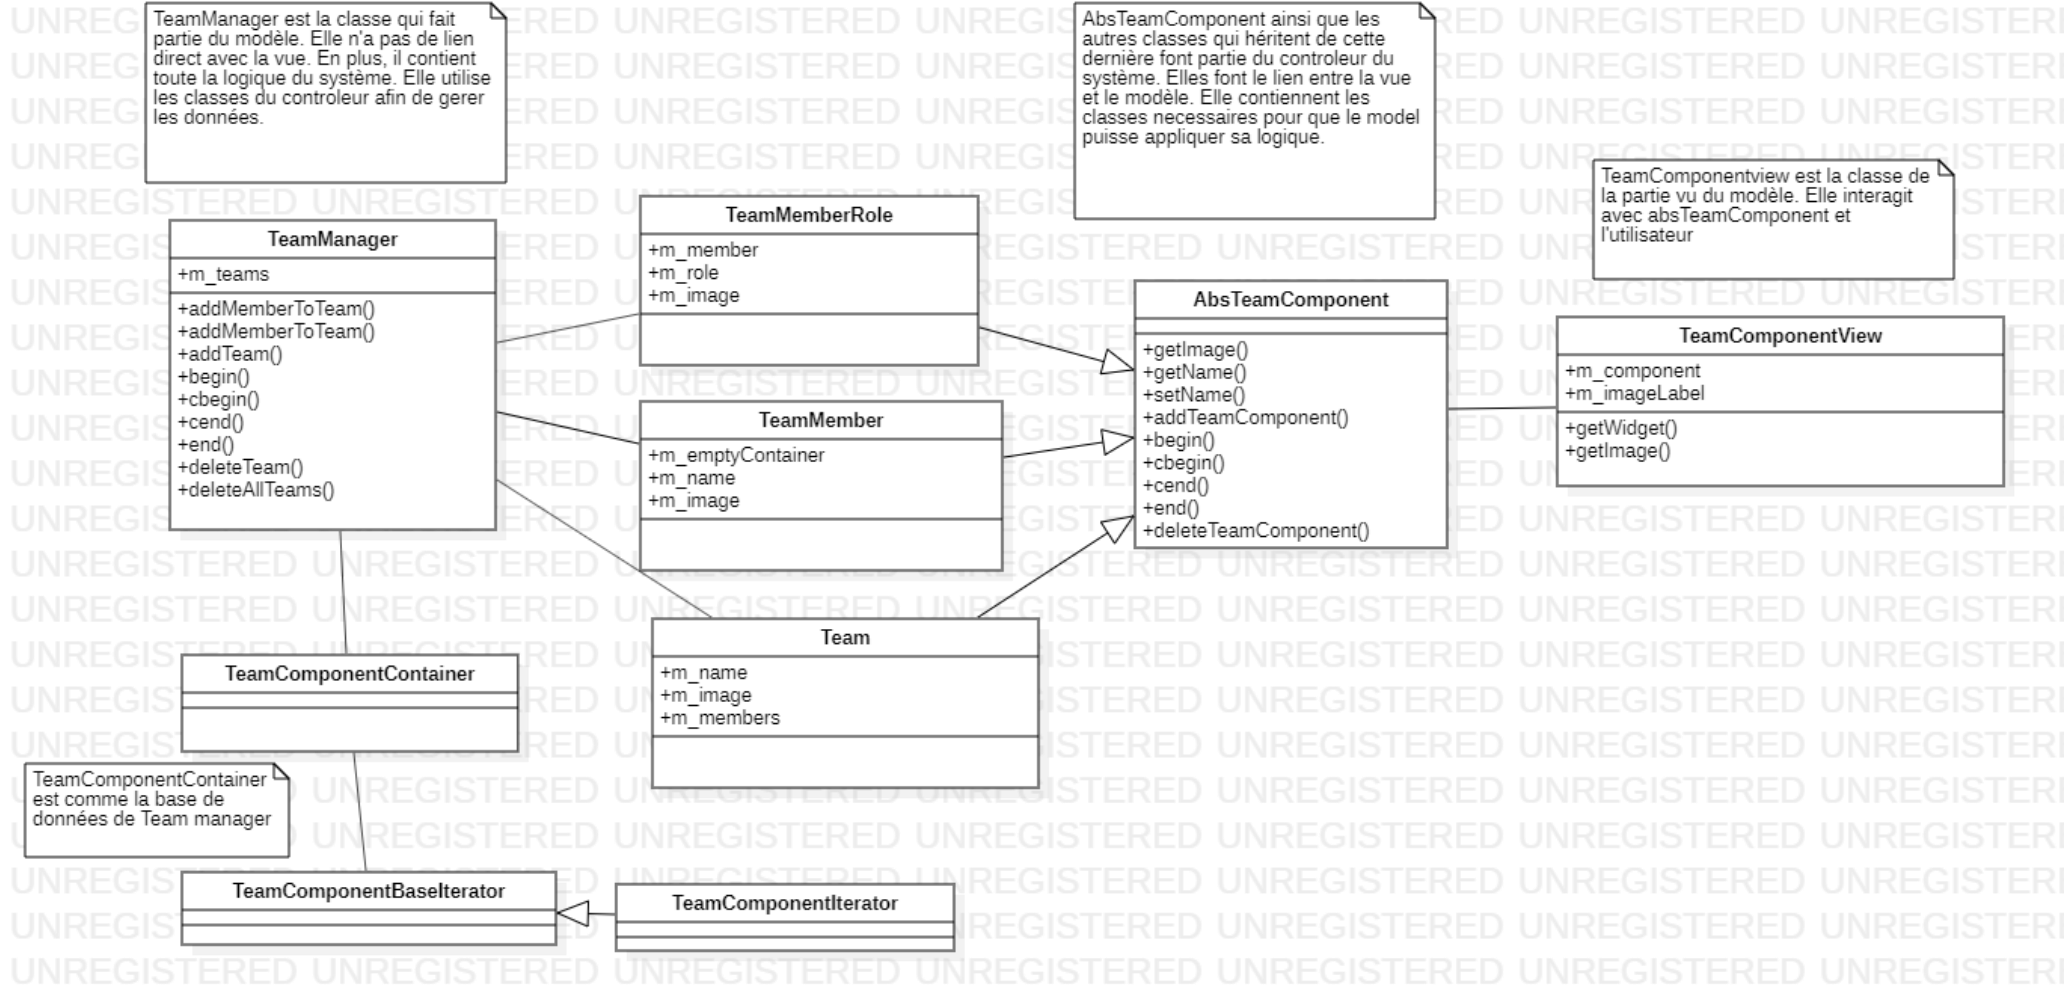 TeamManager est la classe qui fait
partie du modèle. Elle n'a pas de lien
direct avec la vue. En plus, il contient
toute la logique du système. Elle utilise
les classes du controleur afin de gerer
les données.
AbsTeamComponent ainsi que les
autres classes qui héritent de cette
dernière font partie du controleur du
système. Elles font le lien entre la vue
et le modèle. Elle contiennent les
classes necessaires pour que le model
puisse appliquer sa logique.
TeamComponentview est la classe de
la partie vu du modèle. Elle interagit
avec absTeamComponent et
l'utilisateur
TeamManager
+m_teams
+addMemberToTeam()
+addMemberToTeam()
+addTeam()
+begin()
+cbegin()
+cend()
+end()
+deleteTeam()
+deleteAllTeams()
TeamMemberRole
+m_member
+m_role
+m_image
TeamMember
+m_emptyContainer
+m_name
+m_image
AbsTeamComponent
+getImage()
+getName()
+setName()
+addTeamComponent()
+begin()
+cbegin()
+cend()
+end()
+deleteTeamComponent()
TeamComponentView
+m_component
+m_imageLabel
+getWidget()
+getImage()
Team
+m_name
+m_image
+m_members
TeamComponentContainer
TeamComponentContainer
est comme la base de
données de Team manager
TeamComponentBaseIterator
TeamComponentIterator
UNREGISTERED UNREGISTERED UNREGISTERED UNREGISTERED UNREGISTERED UNREGISTERED